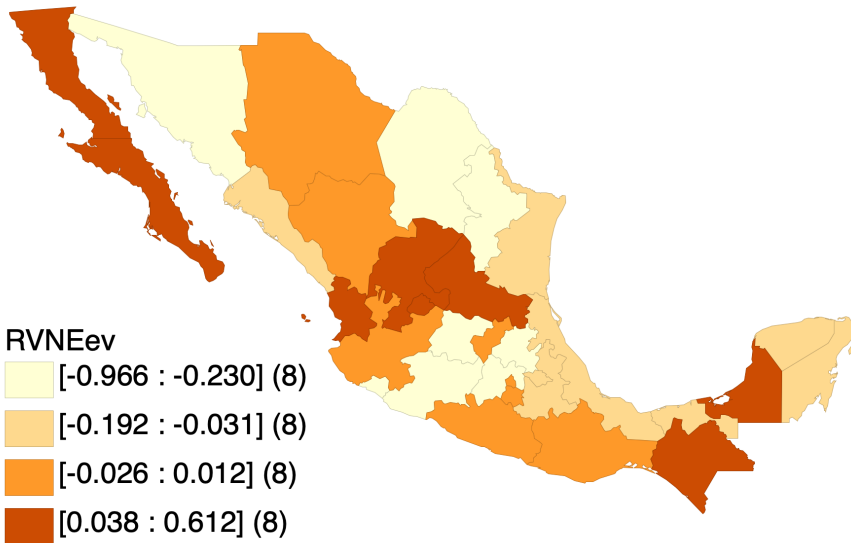 RVNEev
[-0.966 : -0.230] (8)
[-0.192 : -0.031] (8)
[-0.026 : 0.012] (8)
[0.038 : 0.612] (8)